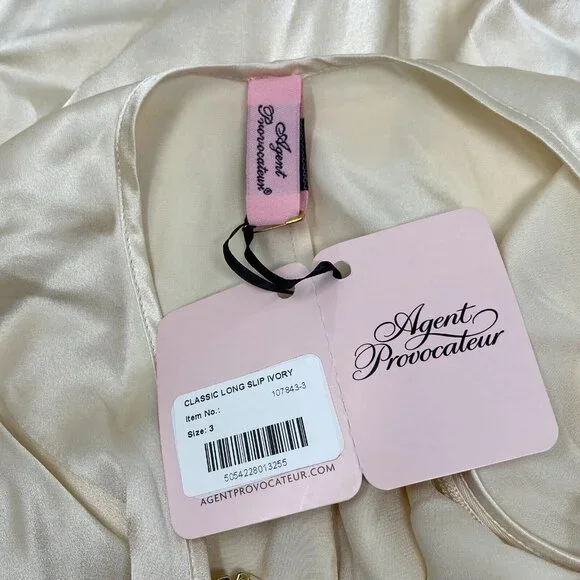 Agent
Provocateur®
Agent
Provocateur
CLASSIC LONG SLIP IVORY
Item No.: 107843-3
Size: 3
5054228013255
AGENTPROVOCATEUR.COM